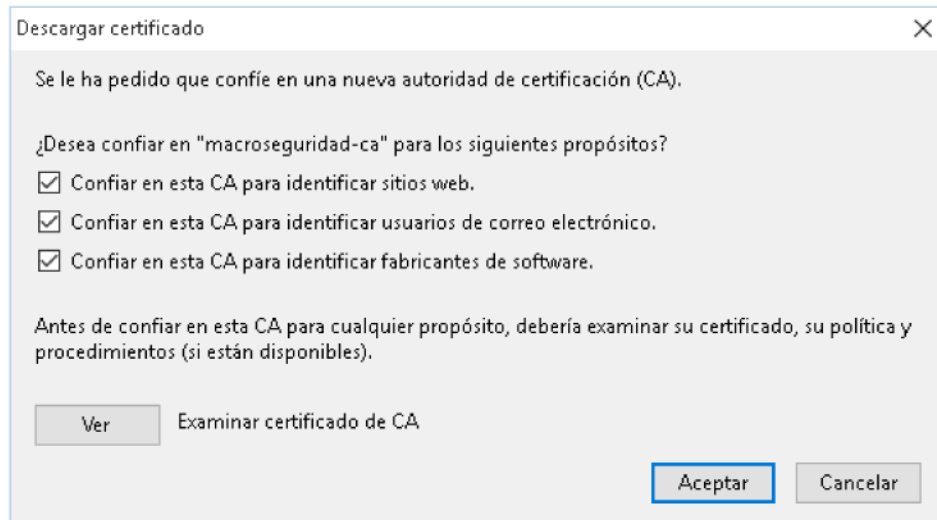 Descargar certificado
Se le ha pedido que confíe en una nueva autoridad de certificación (CA).
¿Desea confiar en "macroseguridad-ca" para los siguientes propósitos?
Confiar en esta CA para identificar sitios web.
Confiar en esta CA para identificar usuarios de correo electrónico.
Confiar en esta CA para identificar fabricantes de software.
Antes de confiar en esta CA para cualquier propósito, debería examinar su certificado, su política y
procedimientos (si están disponibles).
Ver Examinar certificado de CA
Aceptar Cancelar